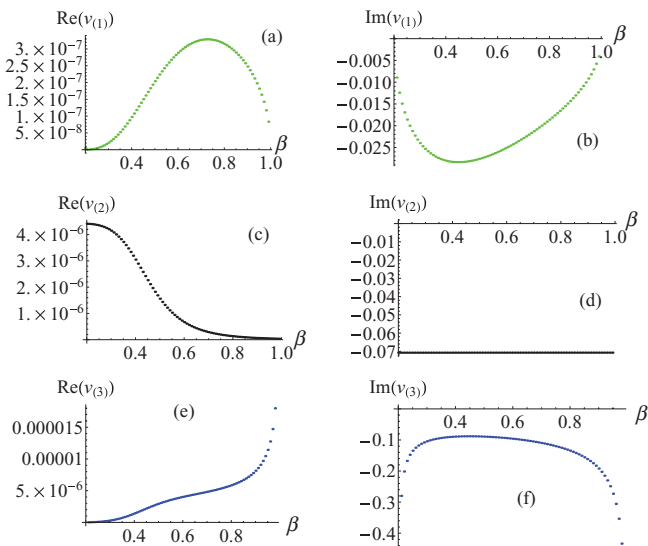 Re(v(1))
3. × 10⁻⁷
2.5 × 10⁻⁷
2. × 10⁻⁷
1.5 × 10⁻⁷
1. × 10⁻⁷
5. × 10⁻⁸
(a)
0.4 0.6 0.8 1.0 β
Im(v(1))
0.4 0.6 0.8 1.0 β
−0.005
−0.010
−0.015
−0.020
−0.025
(b)
Re(v(2))
4. × 10⁻⁶
3. × 10⁻⁶
2. × 10⁻⁶
1. × 10⁻⁶
(c)
0.4 0.6 0.8 1.0 β
Im(v(2))
0.4 0.6 0.8 1.0 β
−0.01
−0.02
−0.03
−0.04
−0.05
−0.06
−0.07
(d)
Re(v(3))
0.000015
0.00001
5. × 10⁻⁶
(e)
0.4 0.6 0.8 β
Im(v(3))
0.4 0.6 0.8 β
−0.1
−0.2
−0.3
−0.4
(f)